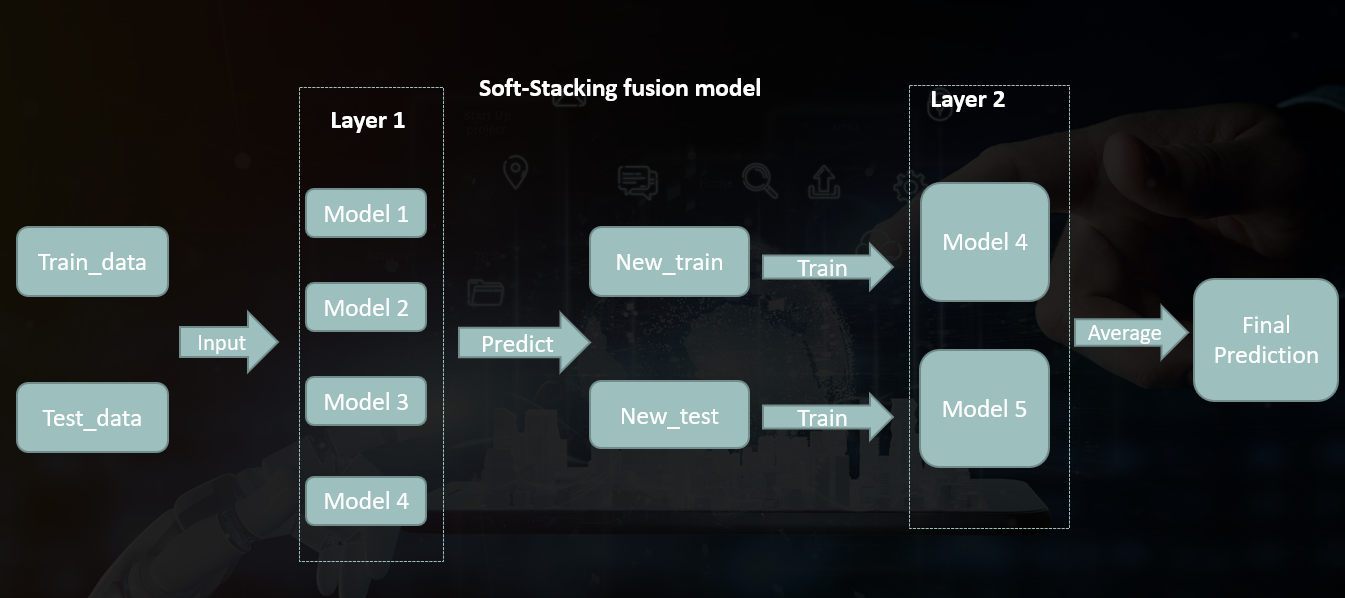 Soft-Stacking fusion model
Layer 1
Layer 2
Model 1
Train_data
Model 2
Input
Test_data
Model 3
Model 4
Predict
New_train
Train
New_test
Train
Model 4
Model 5
Average
Final
Prediction